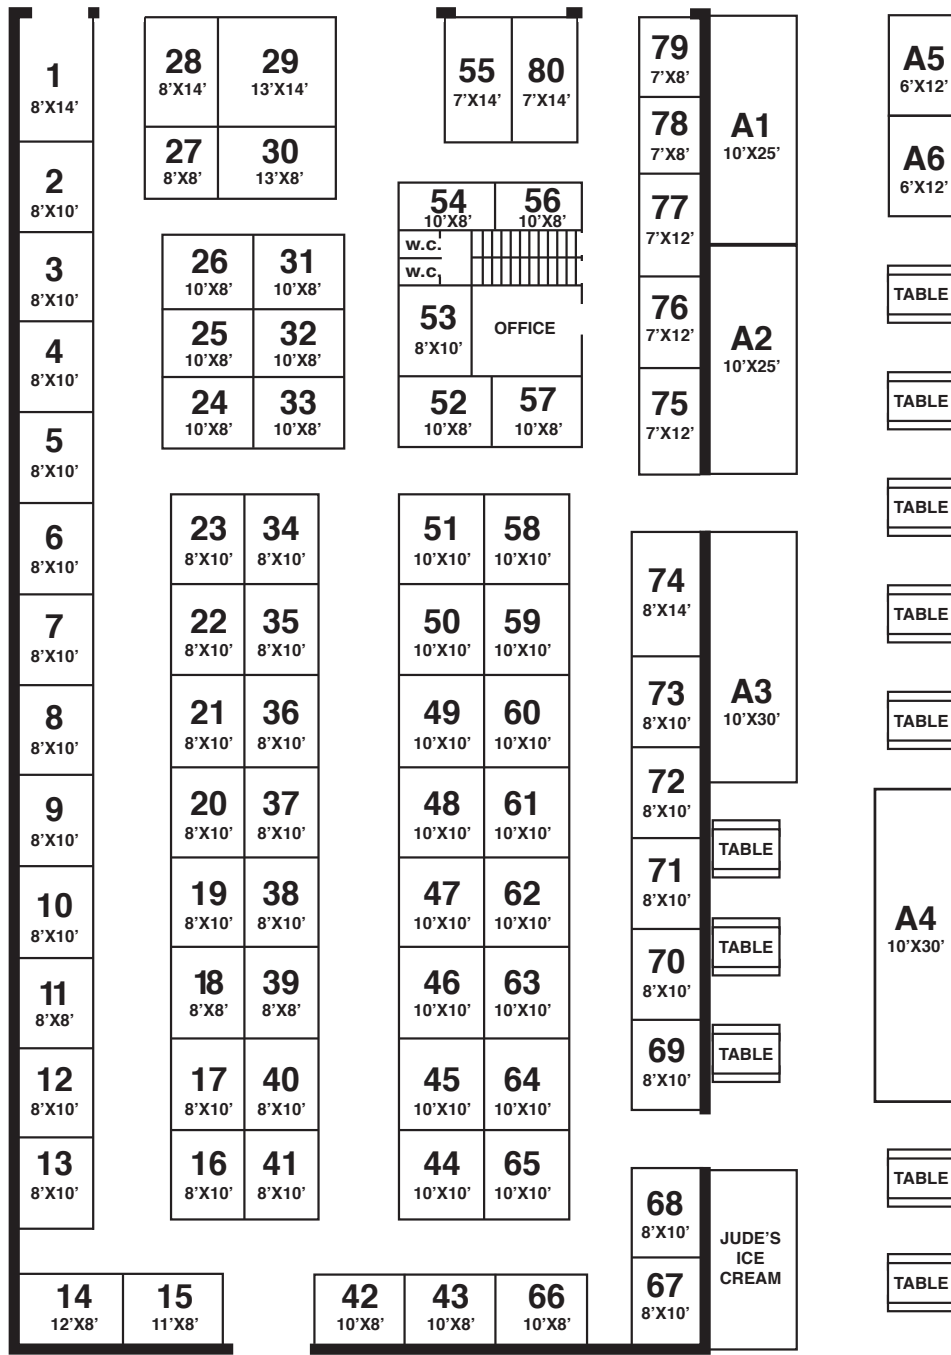 1
8'X14'
2
8'X10'
3
8'X10'
4
8'X10'
5
8'X10'
6
8'X10'
7
8'X10'
8
8'X10'
9
8'X10'
10
8'X10'
11
8'X8'
12
8'X10'
13
8'X10'
14
12'X8'
15
11'X8'
28
8'X14'
29
13'X14'
27
8'X8'
30
13'X8'
26
10'X8'
31
10'X8'
25
10'X8'
32
10'X8'
24
10'X8'
33
10'X8'
23
8'X10'
34
8'X10'
22
8'X10'
35
8'X10'
21
8'X10'
36
8'X10'
20
8'X10'
37
8'X10'
19
8'X10'
38
8'X10'
18
8'X8'
39
8'X8'
17
8'X10'
40
8'X10'
16
8'X10'
41
8'X10'
55
7'X14'
80
7'X14'
54
10'X8'
56
10'X8'
w.c.
w.c.
53
8'X10'
OFFICE
52
10'X8'
57
10'X8'
51
10'X10'
58
10'X10'
50
10'X10'
59
10'X10'
49
10'X10'
60
10'X10'
48
10'X10'
61
10'X10'
47
10'X10'
62
10'X10'
46
10'X10'
63
10'X10'
45
10'X10'
64
10'X10'
44
10'X10'
65
10'X10'
42
10'X8'
43
10'X8'
66
10'X8'
79
7'X8'
78
7'X8'
77
7'X12'
76
7'X12'
75
7'X12'
74
8'X14'
73
8'X10'
72
8'X10'
71
8'X10'
70
8'X10'
69
8'X10'
68
8'X10'
67
8'X10'
A1
10'X25'
A2
10'X25'
A3
10'X30'
TABLE
TABLE
TABLE
JUDE'S
ICE
CREAM
A5
6'X12'
A6
6'X12'
TABLE
TABLE
TABLE
TABLE
TABLE
A4
10'X30'
TABLE
TABLE